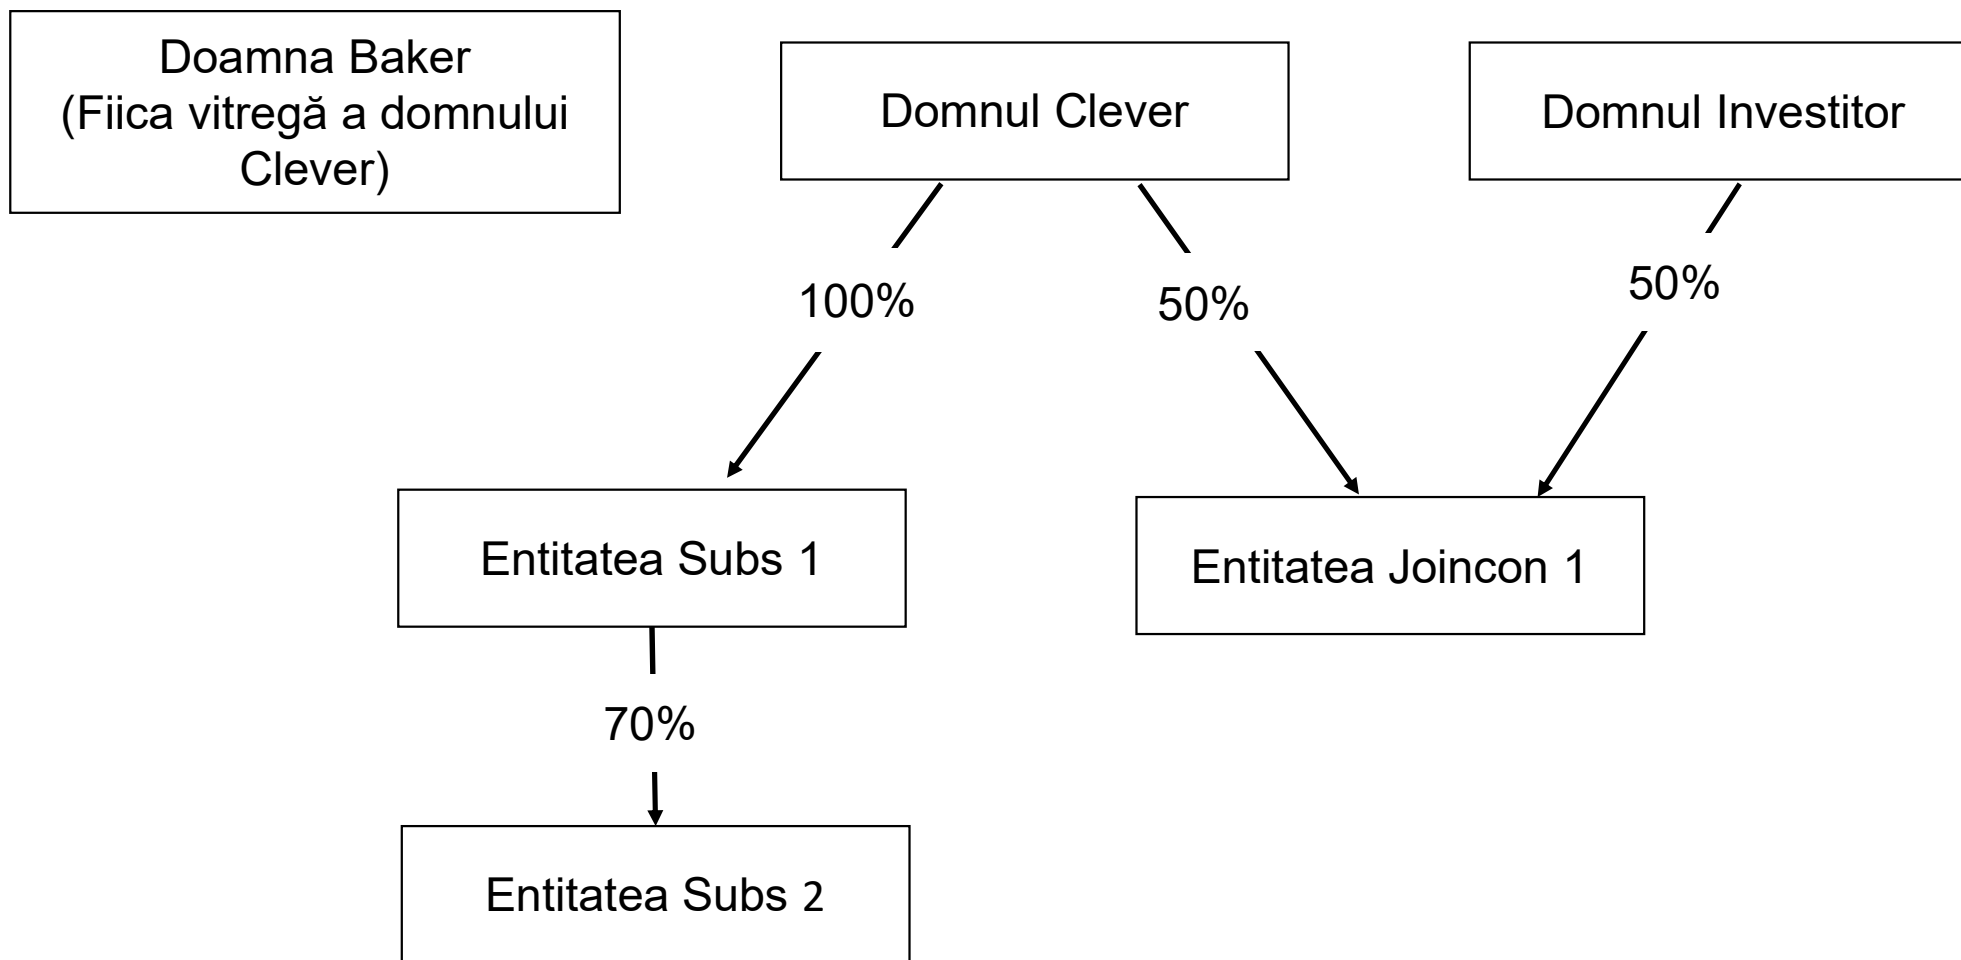 Doamna Baker
(Fiica vitregă a domnului
Clever)
Domnul Clever
Domnul Investitor
100%
50%
50%
Entitatea Subs 1
Entitatea Joincon 1
70%
Entitatea Subs 2